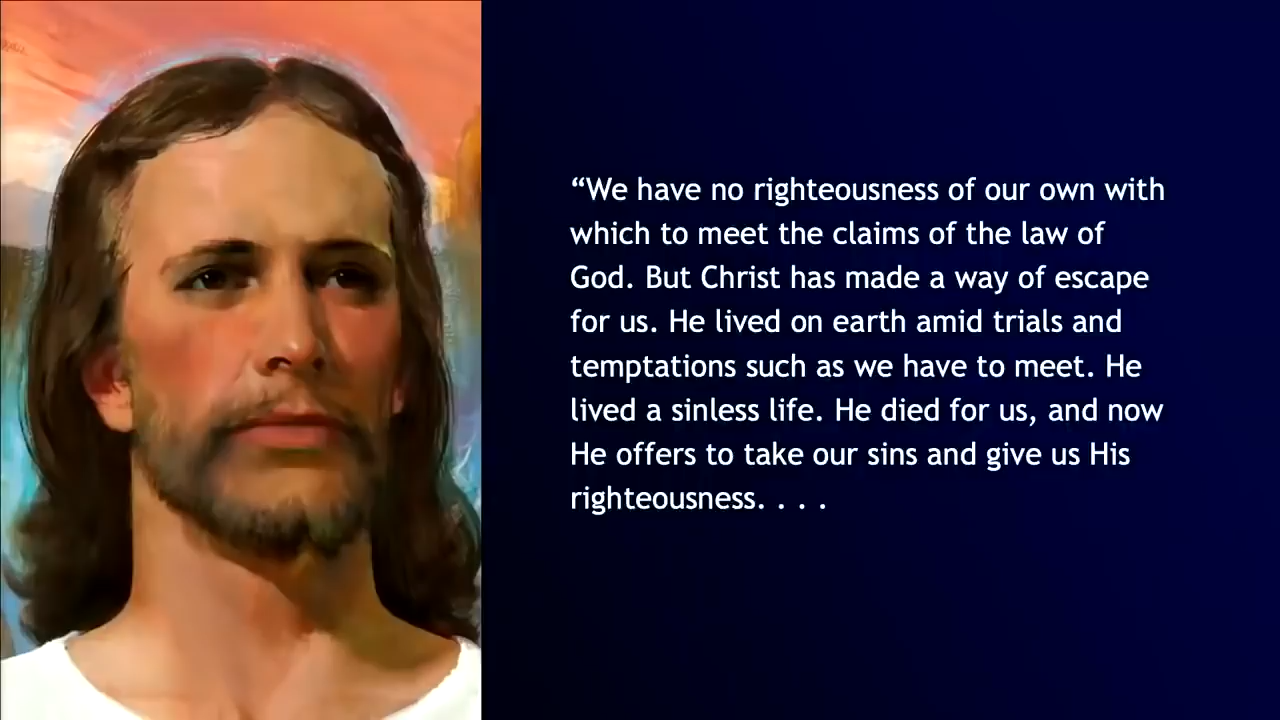 “We have no righteousness of our own with
which to meet the claims of the law of
God. But Christ has made a way of escape
for us. He lived on earth amid trials and
temptations such as we have to meet. He
lived a sinless life. He died for us, and now
He offers to take our sins and give us His
righteousness. . . .